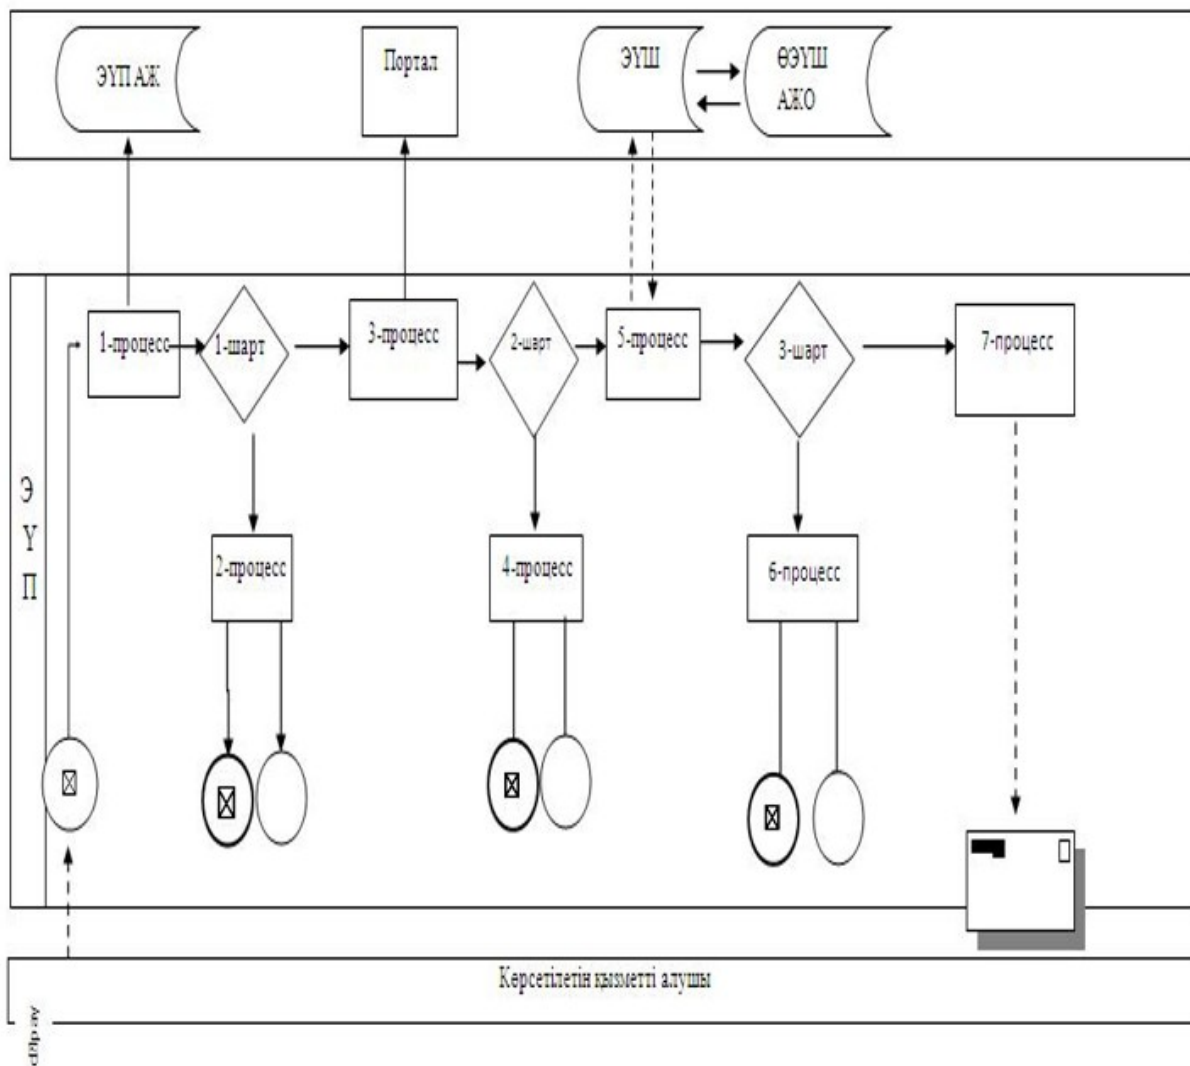 ЭҮП АЖ
Портал
ЭҮШ
ӨЭҮШ
АЖО
1-процесс
1-шарт
3-процесс
2-шарт
5-процесс
3-шарт
7-процесс
Э
Ү
П
2-процесс
4-процесс
6-процесс
Көрсетілетін қызметті алушы